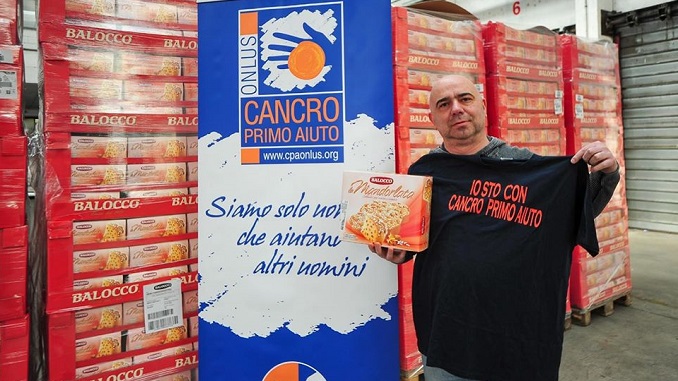 BALOCCO
BALOCCO
BALOCCO
BALOCCO
BALOCCO
ONLUS
CANCRO
PRIMO AIUTO
www.cpaonlus.org
Siamo solo
che aiutano
altri uomini
BALOCCO
Mandorlato
IO STO CON
CANCRO PRIMO AIUTO
6